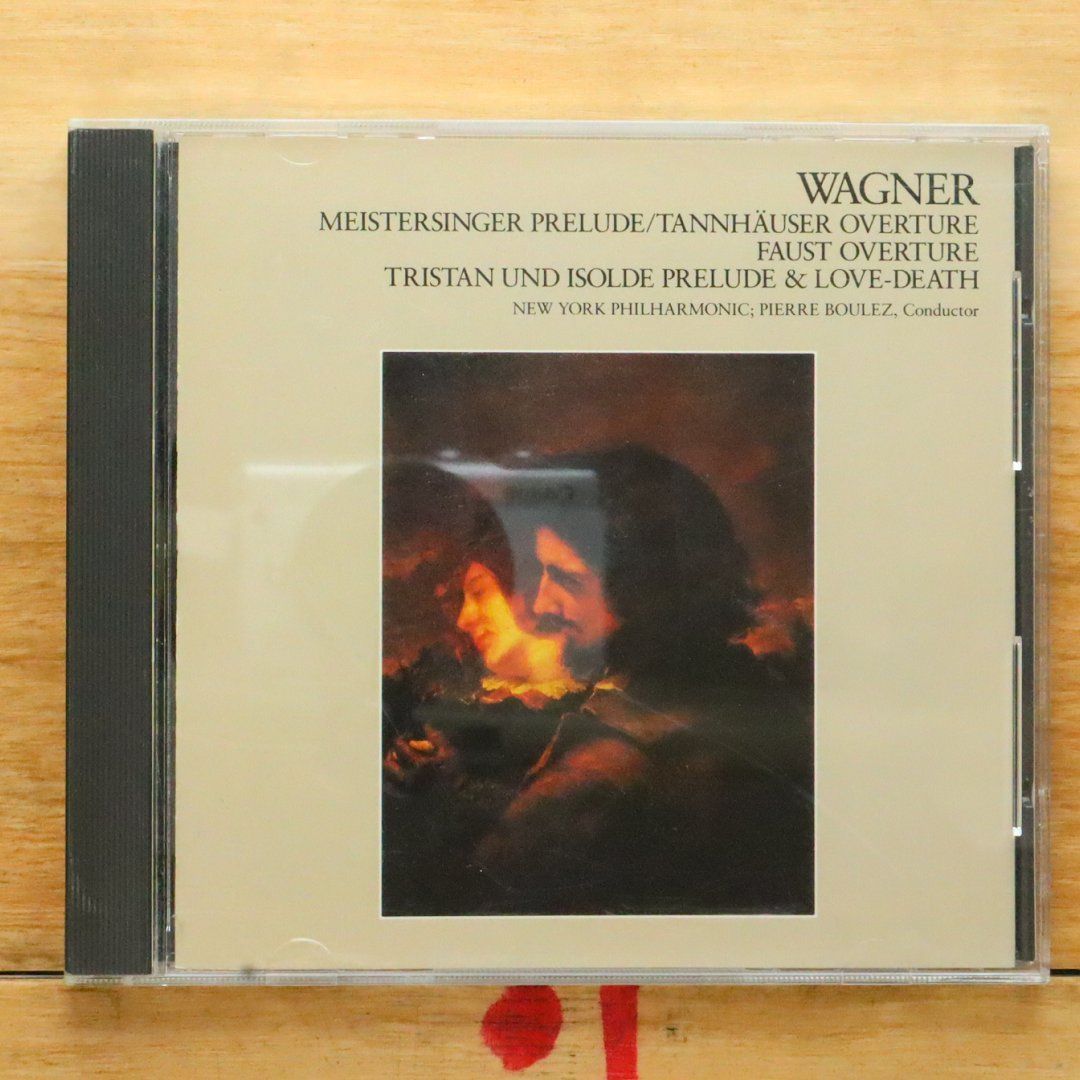 WAGNER
MEISTERSINGER PRELUDE/TANNHÄUSER OVERTURE
FAUST OVERTURE
TRISTAN UND ISOLDE PRELUDE & LOVE-DEATH
NEW YORK PHILHARMONIC; PIERRE BOULEZ, Conductor